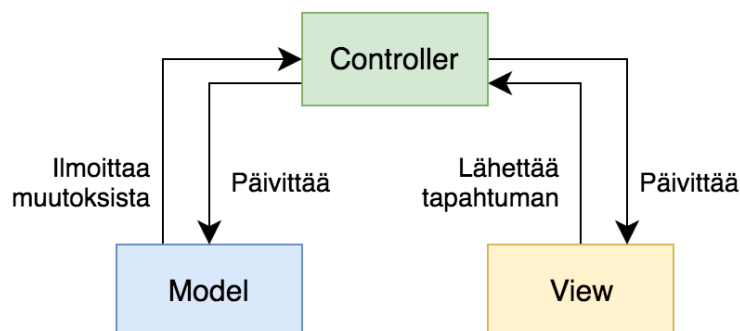 Controller
Ilmoittaa
muutoksista
Päivittää
Lähettää
tapahtuman
Päivittää
Model
View